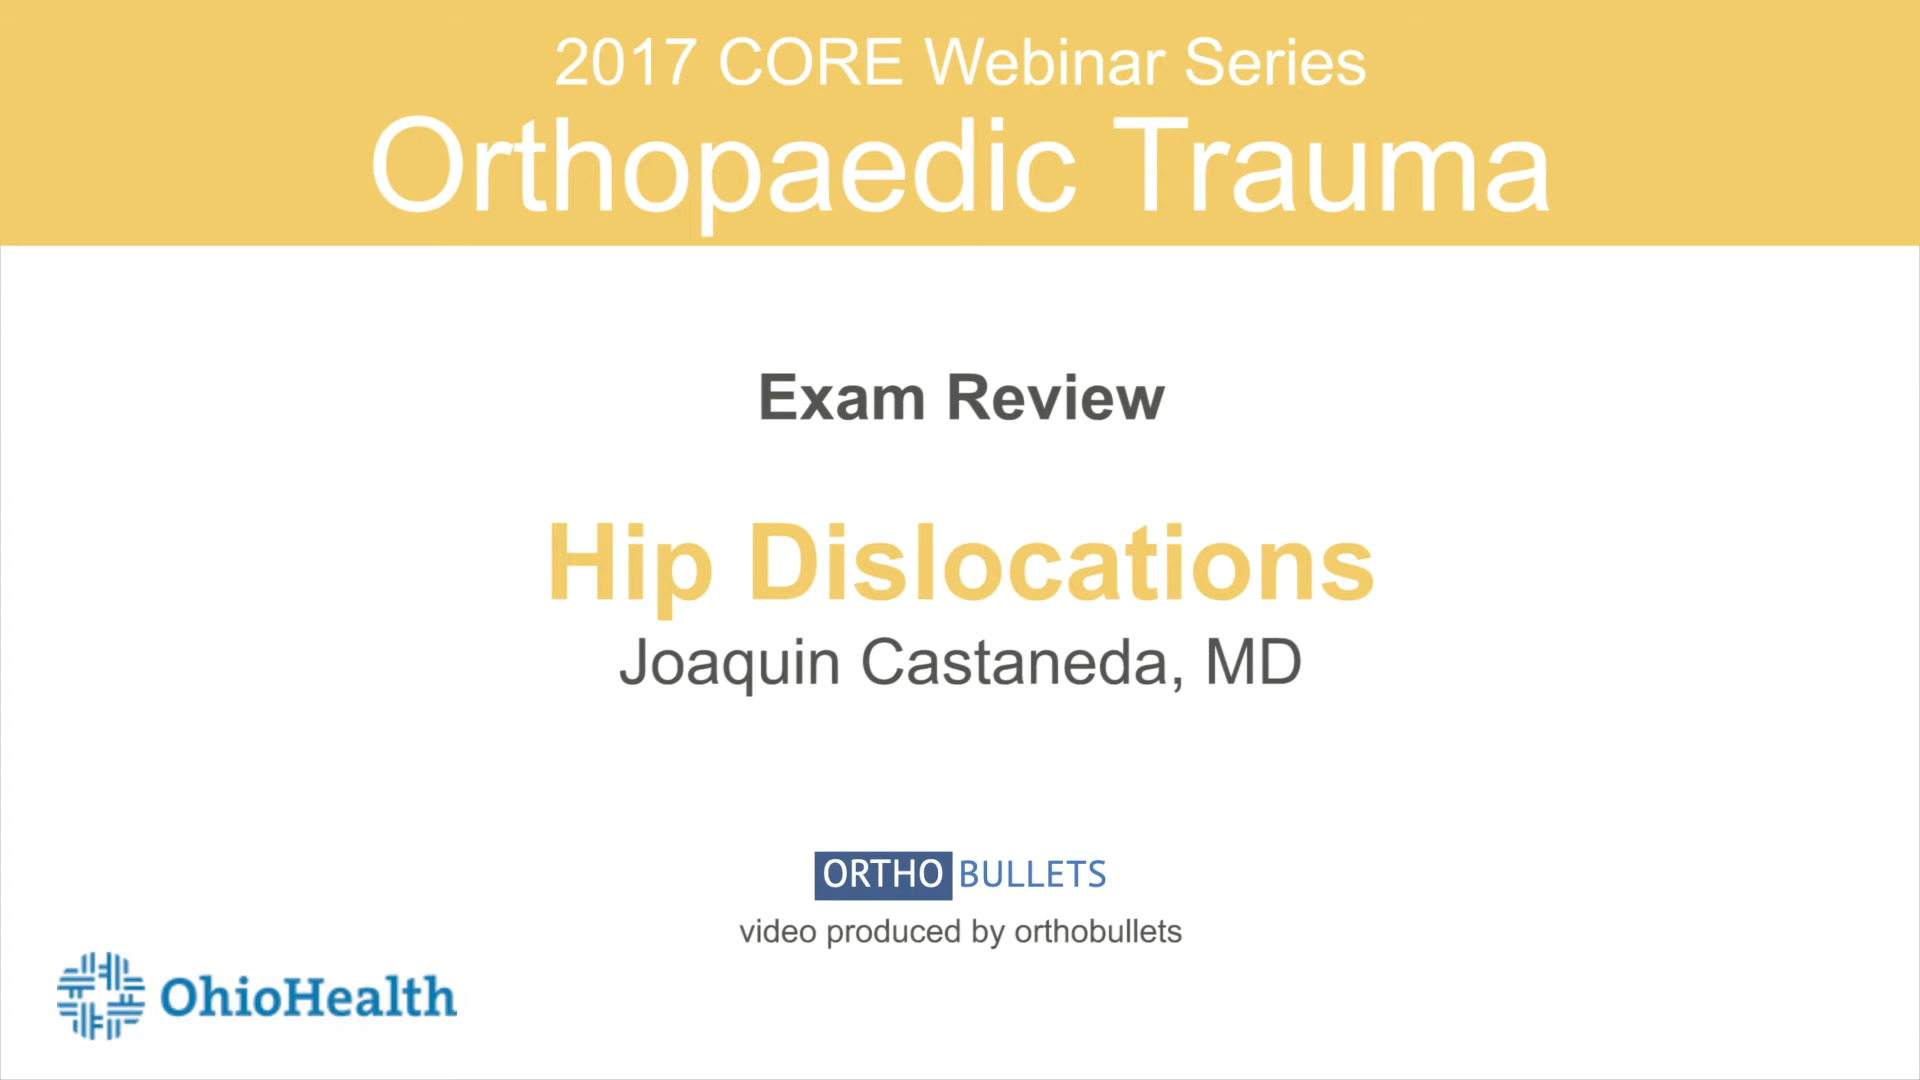 2017 CORE Webinar Series
Orthopaedic Trauma
Exam Review
Hip Dislocations
Joaquin Castaneda, MD
ORTHO BULLETS
video produced by orthobullets
OhioHealth